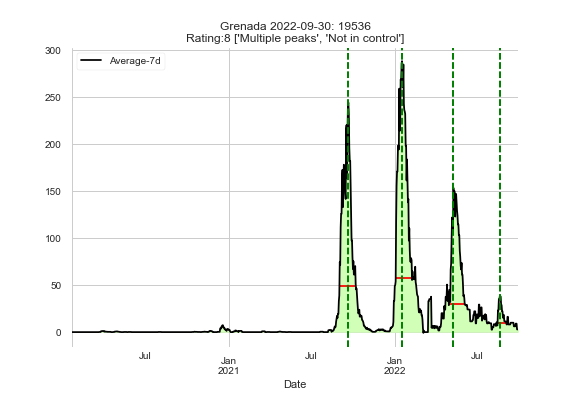 Grenada 2022-09-30: 19536
Rating:8 ['Multiple peaks', 'Not in control']
Average-7d
300
250
200
150
100
50
0
Jul
Jan
2021
Jul
Jan
2022
Jul
Date